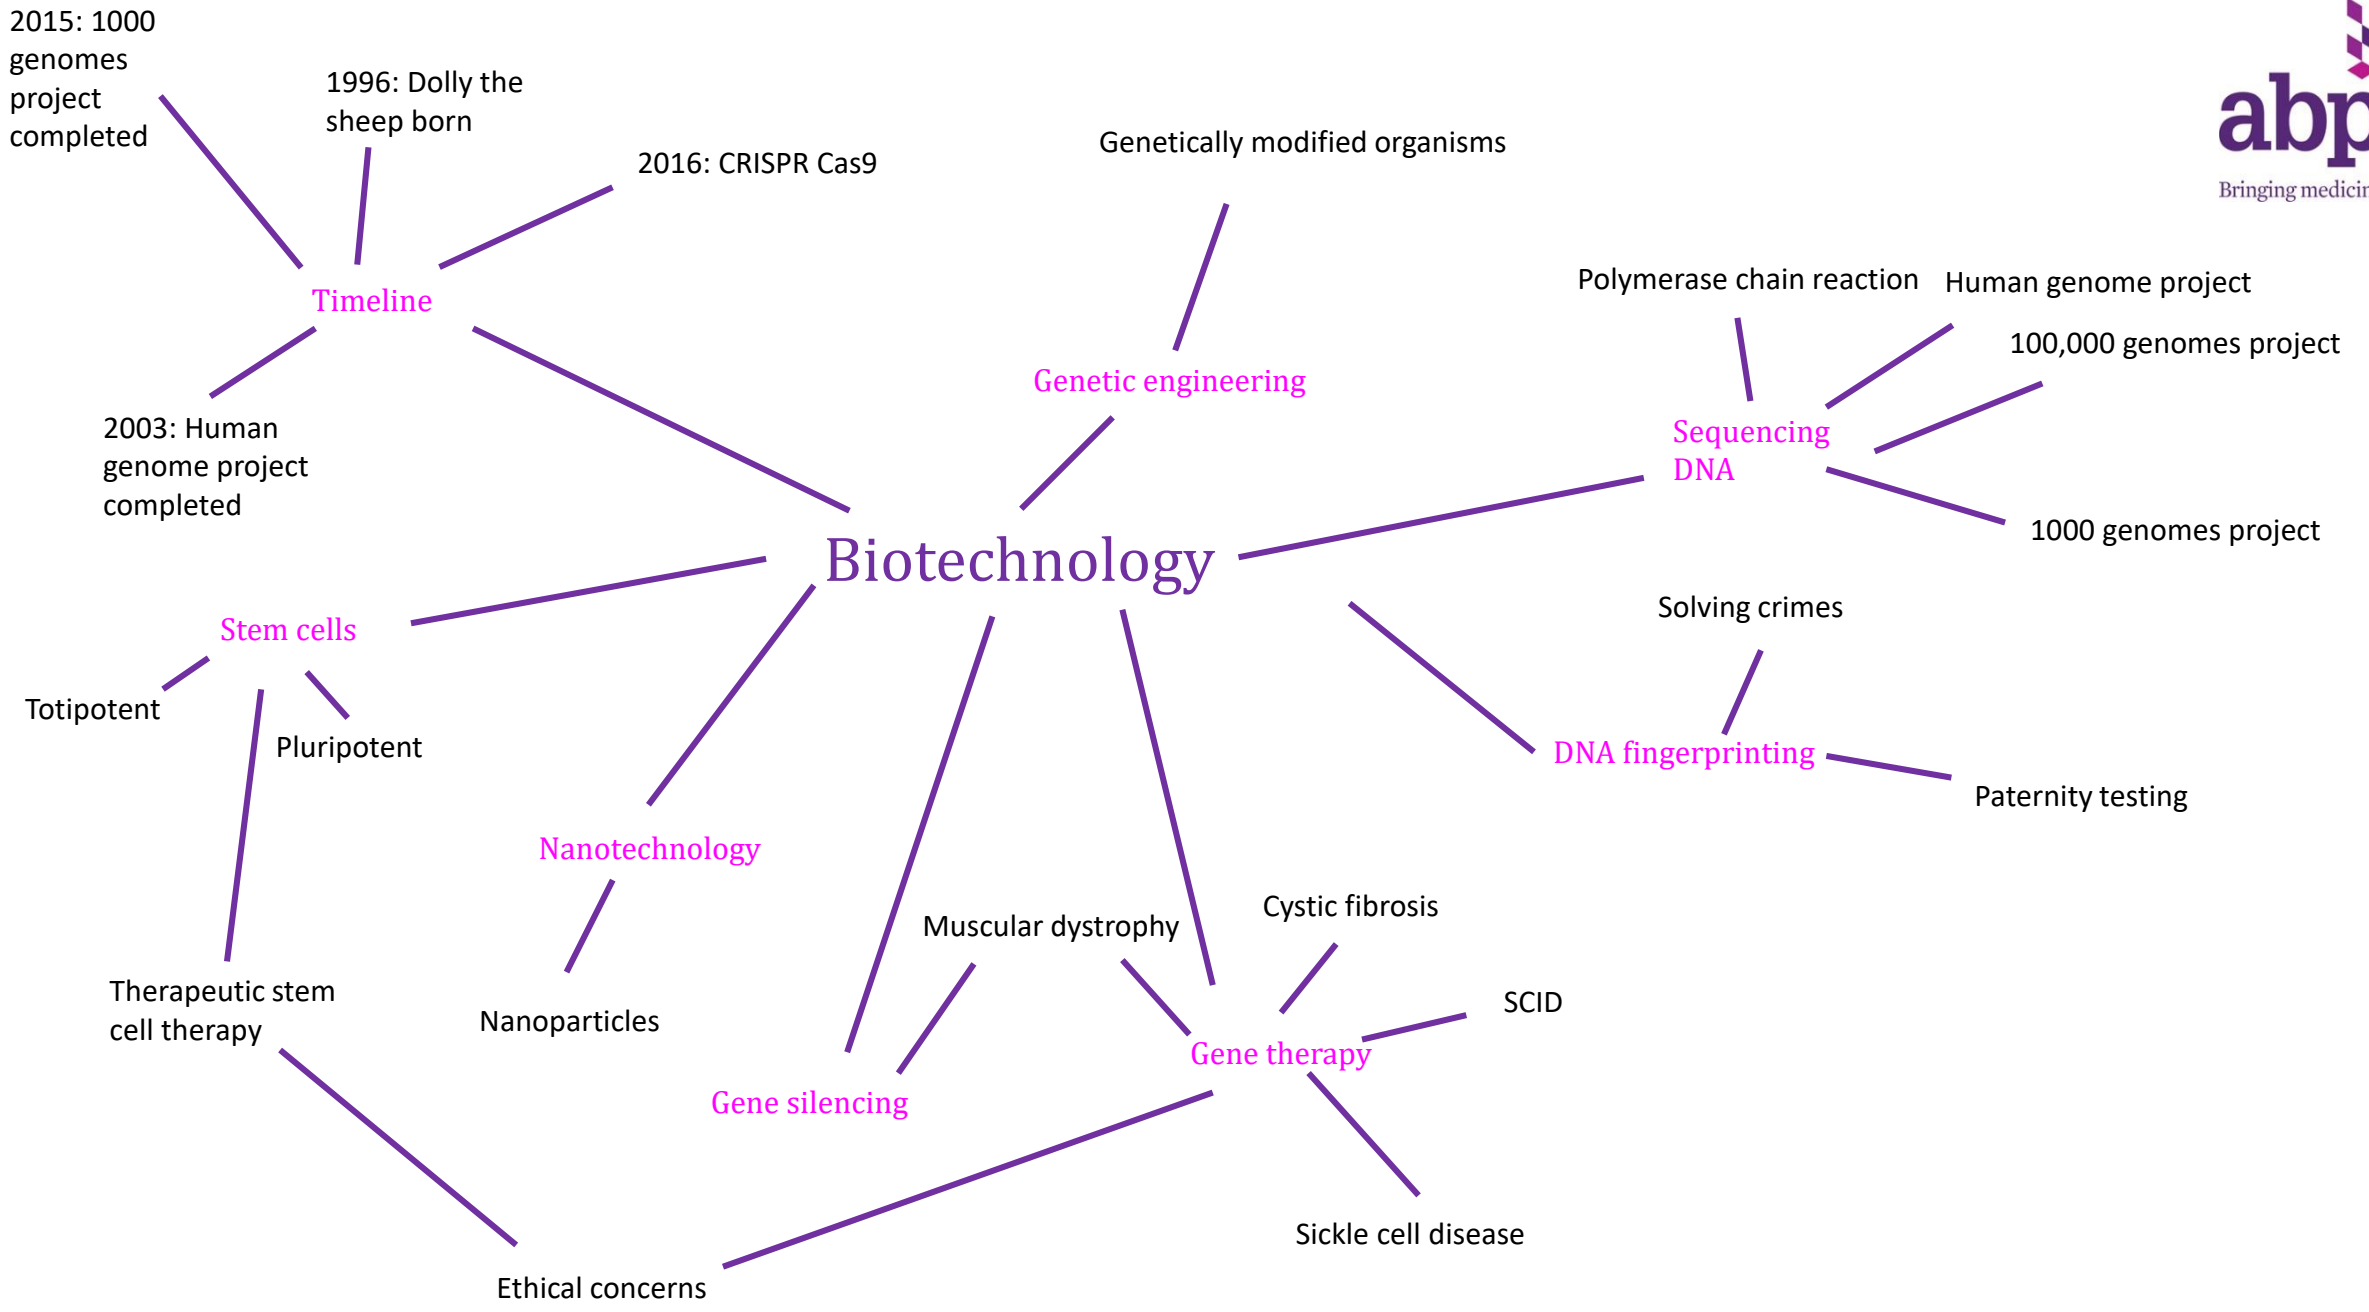 2015: 1000
genomes
project
completed
1996: Dolly the
sheep born
2016: CRISPR Cas9
Genetically modified organisms
abp
Bringing
Timeline
Polymerase chain reaction
Human genome project
100,000 genomes project
Genetic engineering
2003: Human
genome project
completed
Sequencing
DNA
1000 genomes project
Biotechnology
Solving crimes
Stem cells
Totipotent
Pluripotent
DNA fingerprinting
Paternity testing
Nanotechnology
Muscular dystrophy
Cystic fibrosis
Therapeutic stem
cell therapy
Nanoparticles
SCID
Gene therapy
Gene silencing
Sickle cell disease
Ethical concerns